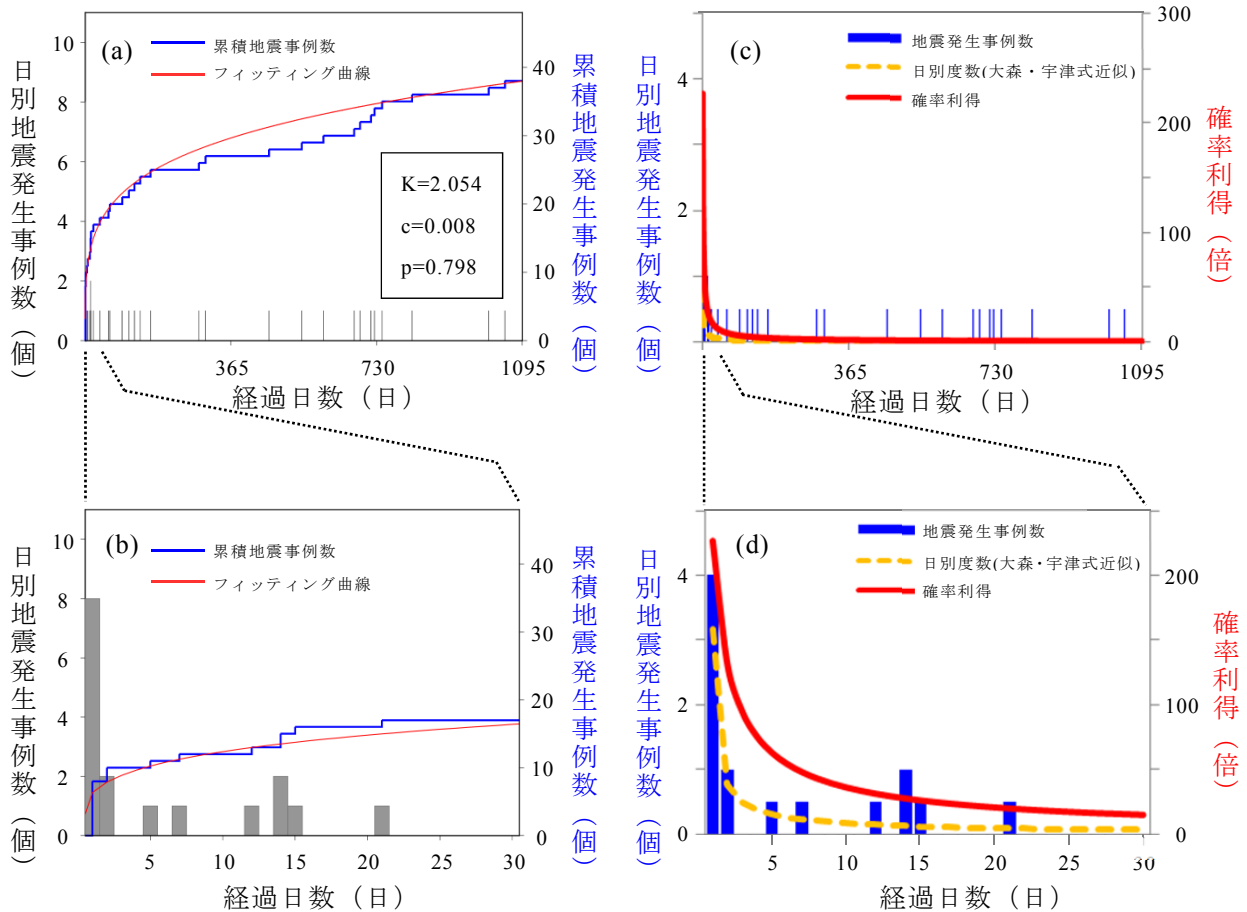 (a)
累積地震事例数
フィッティング曲線
K=2.054
c=0.008
p=0.798
10
8
6
4
2
0
40
30
20
10
0
365
730
1095
日別地震発生事例数（個）
累積地震発生事例数（個）
経過日数（日）
(c)
地震発生事例数
日別度数(大森・宇津式近似)
確率利得
4
2
0
300
200
100
0
365
730
1095
日別地震発生事例数（個）
確率利得（倍）
経過日数（日）
(b)
累積地震事例数
フィッティング曲線
10
8
6
4
2
0
40
30
20
10
0
5
10
15
20
25
30
日別地震発生事例数（個）
累積地震発生事例数（個）
経過日数（日）
(d)
地震発生事例数
日別度数(大森・宇津式近似)
確率利得
4
2
0
200
100
0
5
10
15
20
25
30
日別地震発生事例数（個）
確率利得（倍）
経過日数（日）